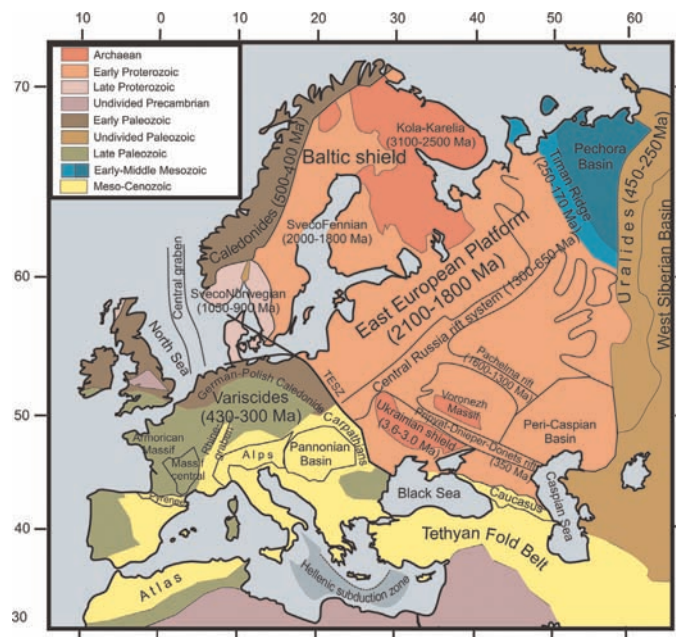 10 0 10 20 30 40 50 60
70
60
50
40
30
Archaean
Early Proterozoic
Late Proterozoic
Undivided Precambrian
Early Paleozoic
Undivided Paleozoic
Late Paleozoic
Early-Middle Mesozoic
Meso-Cenozoic
Kola-Karelia
(3100-2500 Ma)
Baltic shield
Caledonides (500-400 Ma)
SvecoFennian
(2000-1800 Ma)
Pechora
Basin
Timan Ridge
(250-170 Ma)
Uralides (450-250 Ma)
West Siberian Basin
East European Platform
(2100-1800 Ma)
Central Russia rift system (1300-650 Ma)
SvecoNorwegian
(1050-900 Ma)
Central graben
North Sea
TESZ
Pachelma rift
(1600-1300 Ma)
Voronezh
Massif
Ukrainian shield
(3.6-3.0 Ma)
Pripyat-Dnieper-Donets rift
(350 Ma)
Peri-Caspian
Basin
German-Polish Caledonide
Variscides
(430-300 Ma)
Armorican
Massif
Rhine-
graben
Massif
central
Alps
Carpathians
Pannonian
Basin
Black Sea
Caucasus
Caspian Sea
Tethyan Fold Belt
Hellenic subduction zone
Atlas